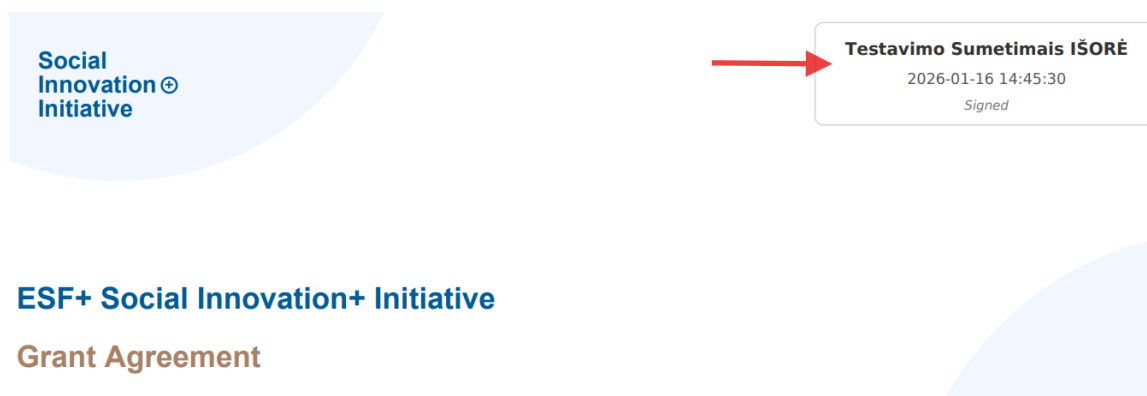 Social
Innovation⊕
Initiative
Testavimo Sumetimais IŠORĖ
2026-01-16 14:45:30
Signed
ESF+ Social Innovation+ Initiative
Grant Agreement